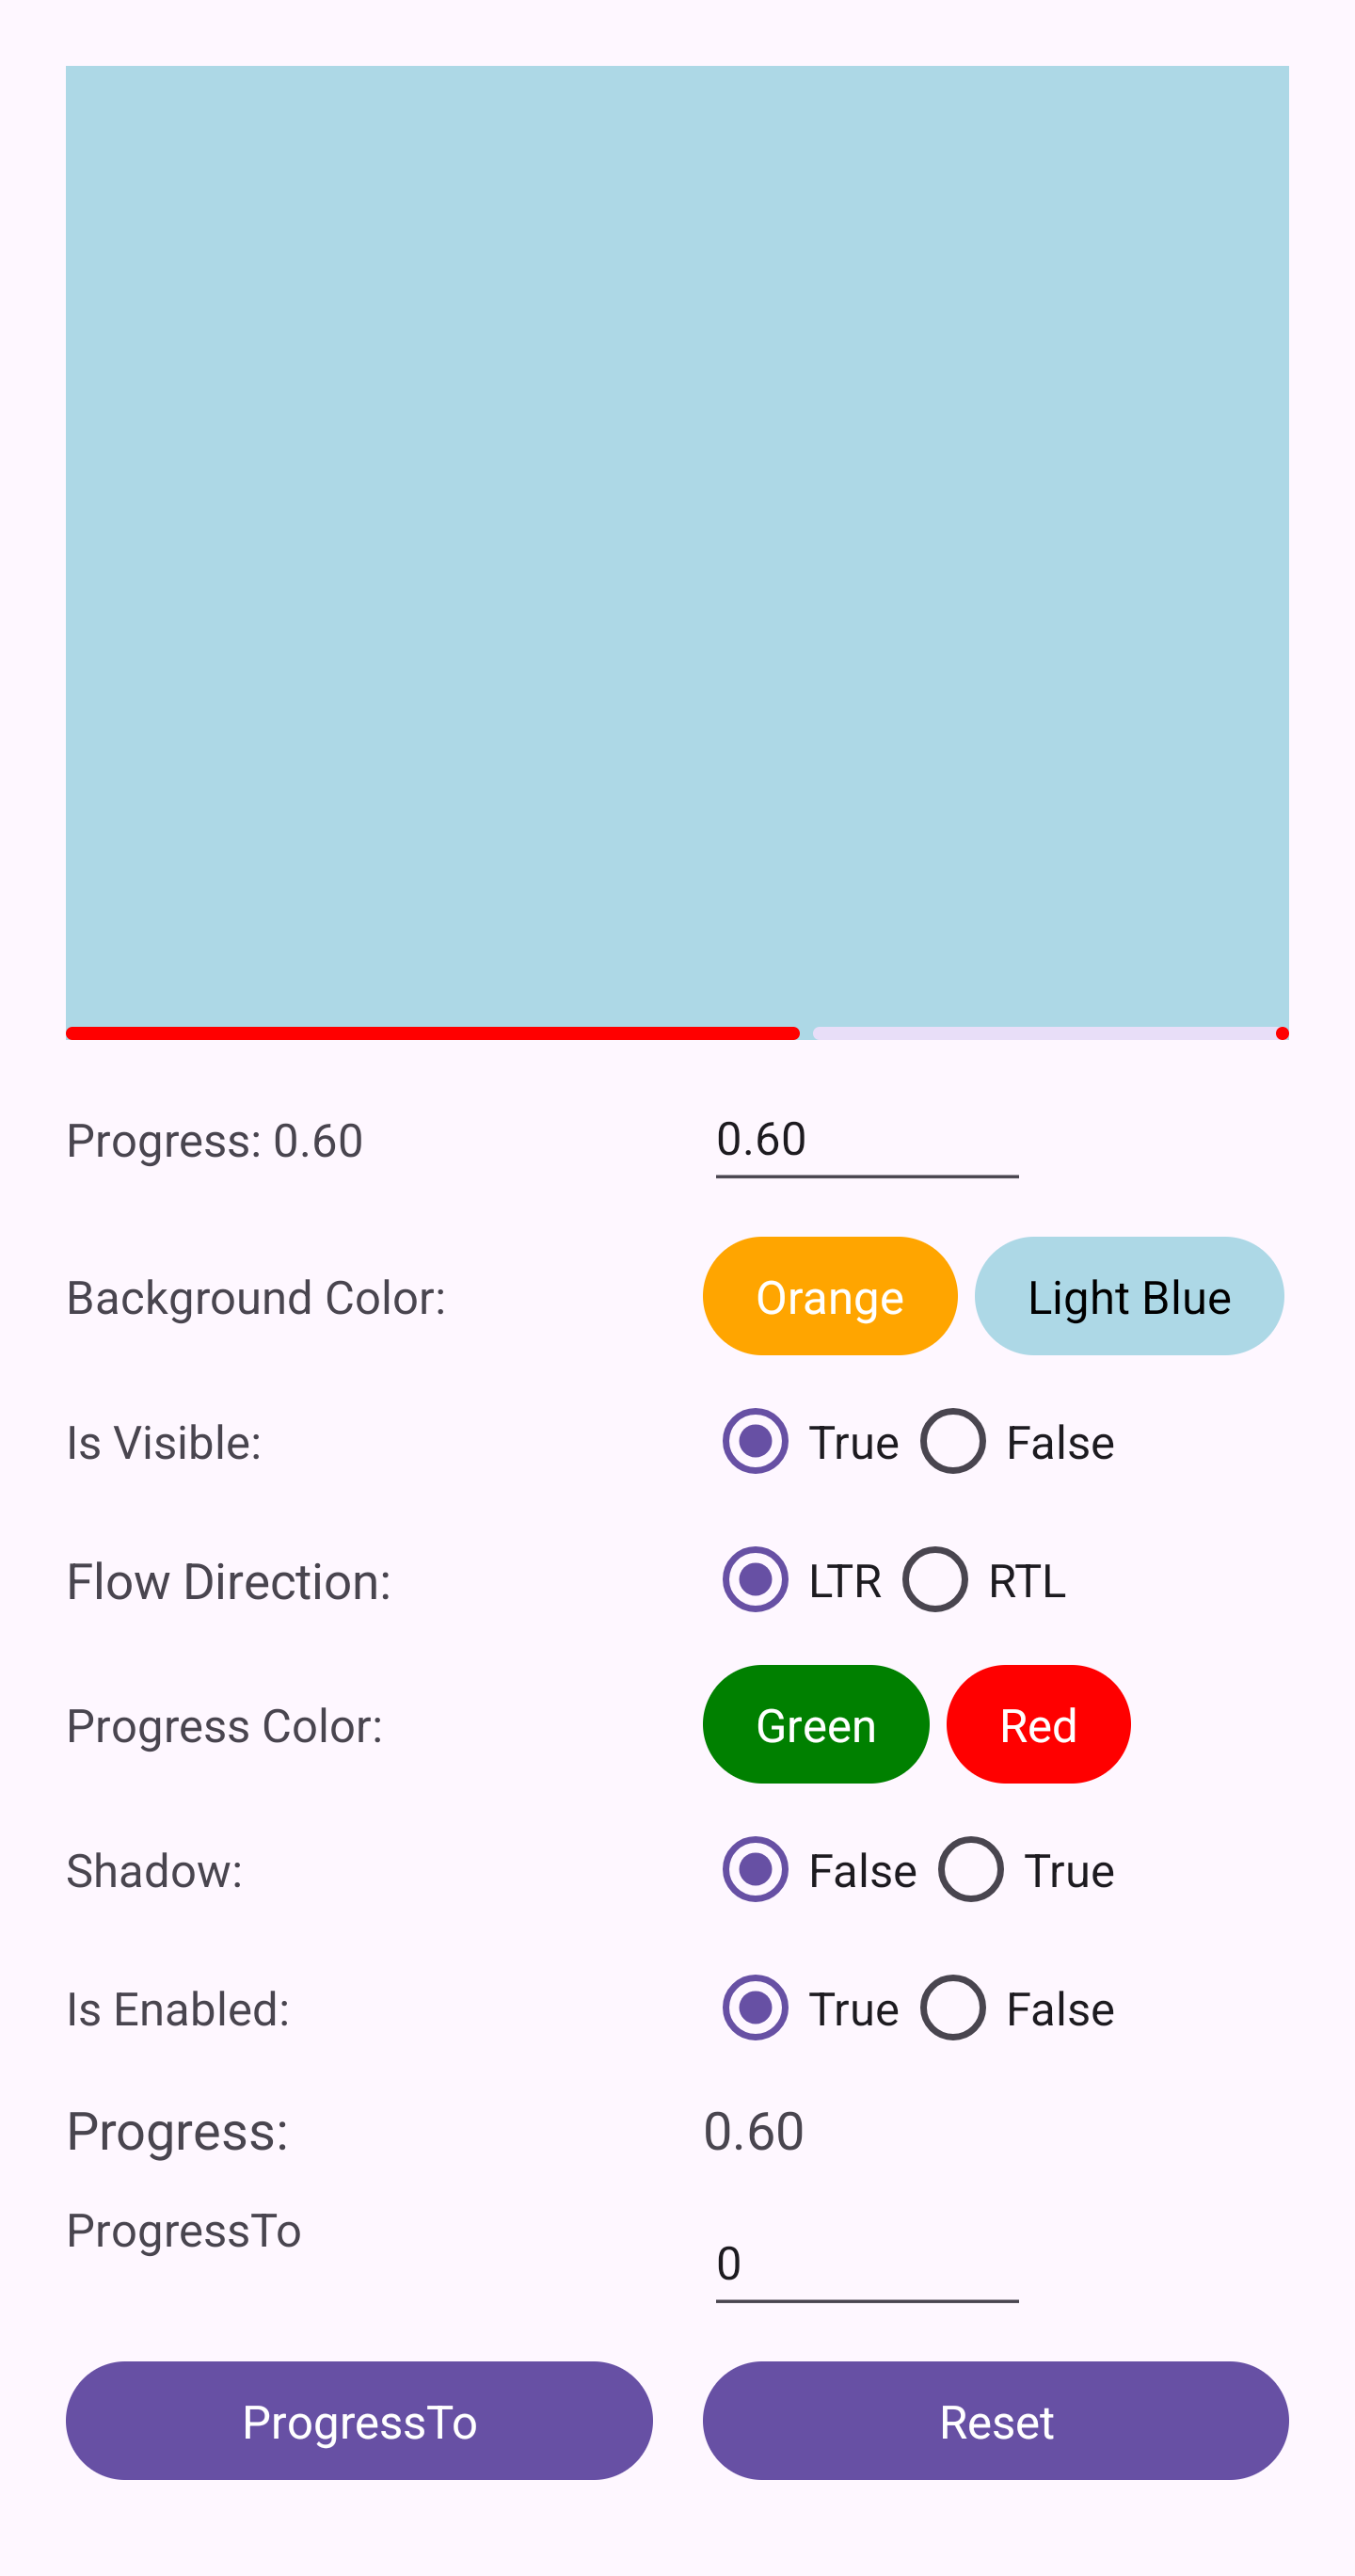 Progress: 0.60 0.60
Background Color: Orange Light Blue
Is Visible: True False
Flow Direction: LTR RTL
Progress Color: Green Red
Shadow: False True
Is Enabled: True False
Progress: 0.60
ProgressTo
0
ProgressTo Reset